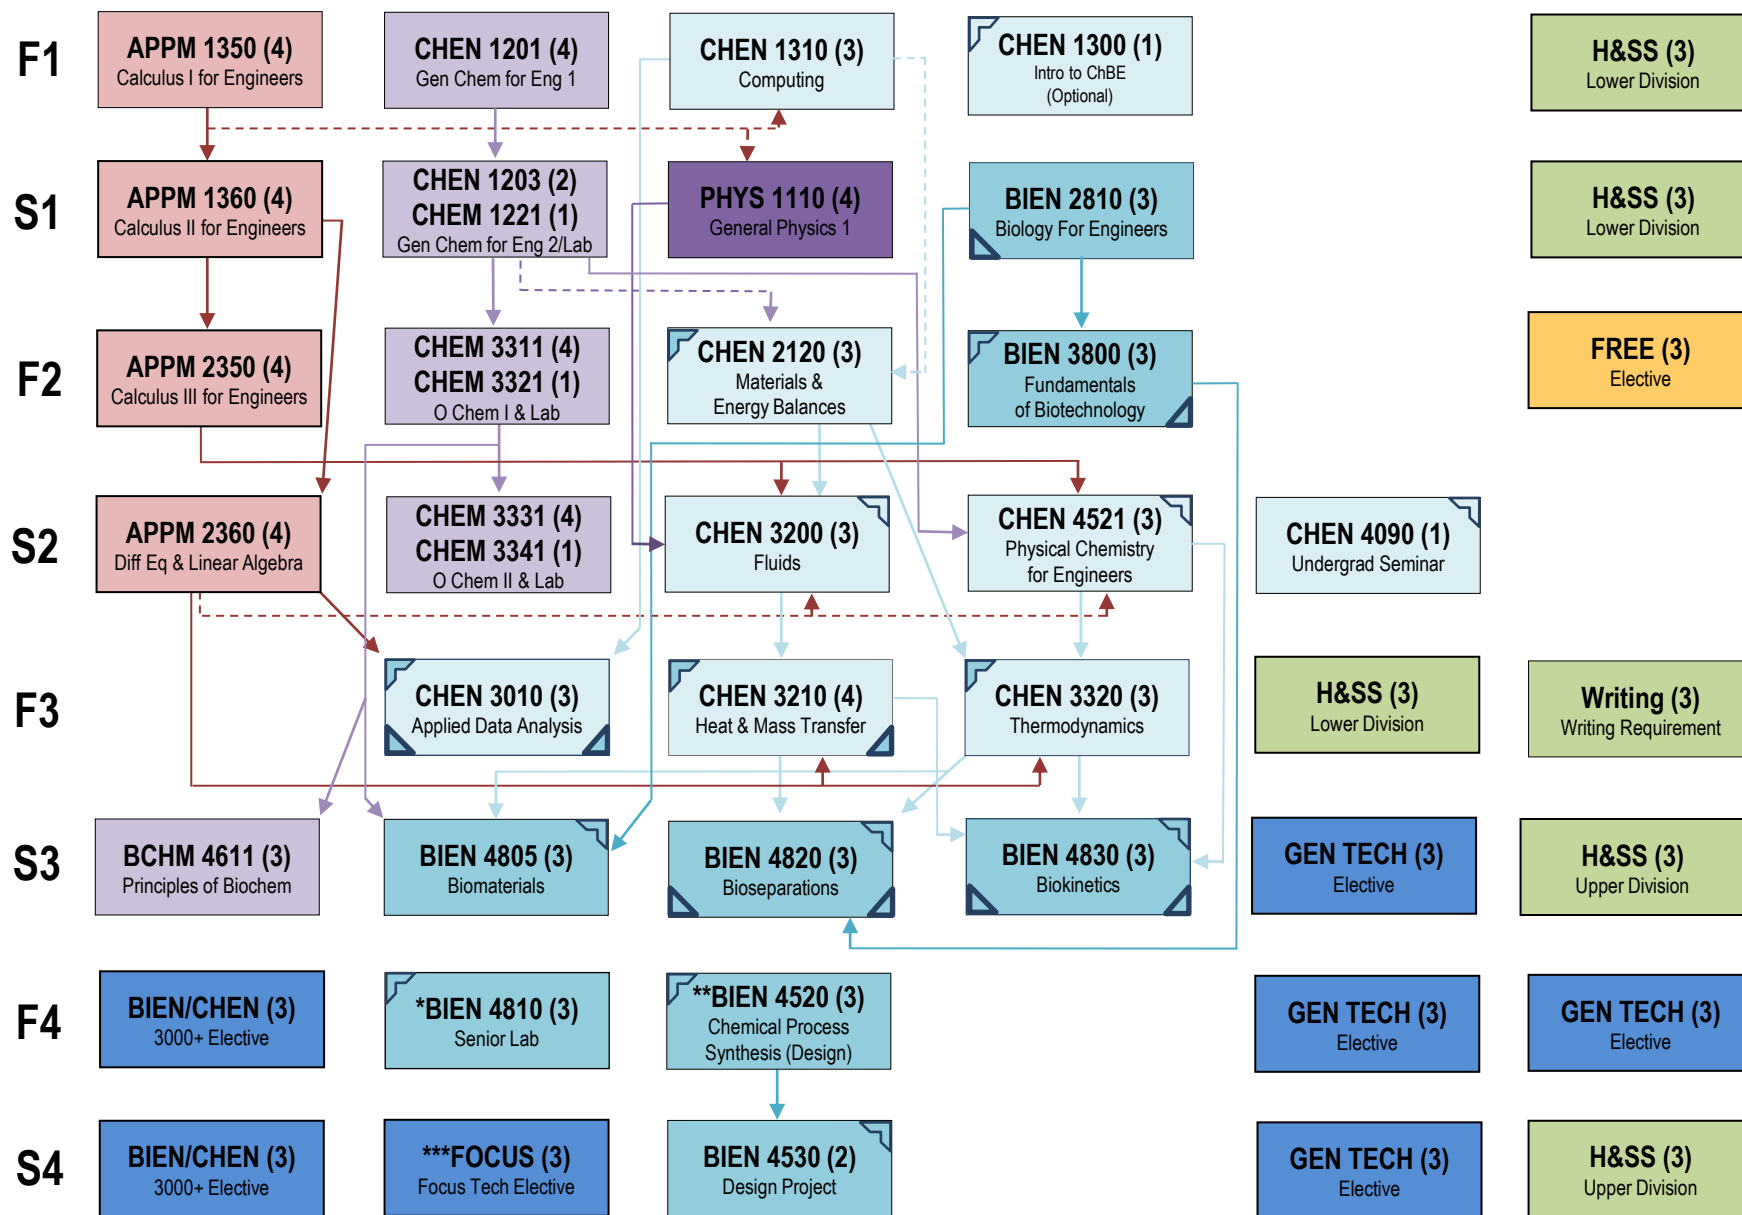 F1
APPM 1350 (4)
Calculus I for Engineers
CHEN 1201 (4)
Gen Chem for Eng 1
CHEN 1310 (3)
Computing
CHEN 1300 (1)
Intro to ChBE
(Optional)
H&SS (3)
Lower Division
S1
APPM 1360 (4)
Calculus II for Engineers
CHEN 1203 (2)
CHEM 1221 (1)
Gen Chem for Eng 2/Lab
PHYS 1110 (4)
General Physics 1
BIEN 2810 (3)
Biology For Engineers
H&SS (3)
Lower Division
F2
APPM 2350 (4)
Calculus III for Engineers
CHEM 3311 (4)
CHEM 3321 (1)
O Chem I & Lab
CHEN 2120 (3)
Materials &
Energy Balances
BIEN 3800 (3)
Fundamentals
of Biotechnology
FREE (3)
Elective
S2
APPM 2360 (4)
Diff Eq & Linear Algebra
CHEM 3331 (4)
CHEM 3341 (1)
O Chem II & Lab
CHEN 3200 (3)
Fluids
CHEN 4521 (3)
Physical Chemistry
for Engineers
CHEN 4090 (1)
Undergrad Seminar
F3
CHEN 3010 (3)
Applied Data Analysis
CHEN 3210 (4)
Heat & Mass Transfer
CHEN 3320 (3)
Thermodynamics
H&SS (3)
Lower Division
Writing (3)
Writing Requirement
S3
BCHM 4611 (3)
Principles of Biochem
BIEN 4805 (3)
Biomaterials
BIEN 4820 (3)
Bioseparations
BIEN 4830 (3)
Biokinetics
GEN TECH (3)
Elective
H&SS (3)
Upper Division
F4
BIEN/CHEN (3)
3000+ Elective
*BIEN 4810 (3)
Senior Lab
**BIEN 4520 (3)
Chemical Process
Synthesis (Design)
GEN TECH (3)
Elective
GEN TECH (3)
Elective
S4
BIEN/CHEN (3)
3000+ Elective
***FOCUS (3)
Focus Tech Elective
BIEN 4530 (2)
Design Project
GEN TECH (3)
Elective
H&SS (3)
Upper Division